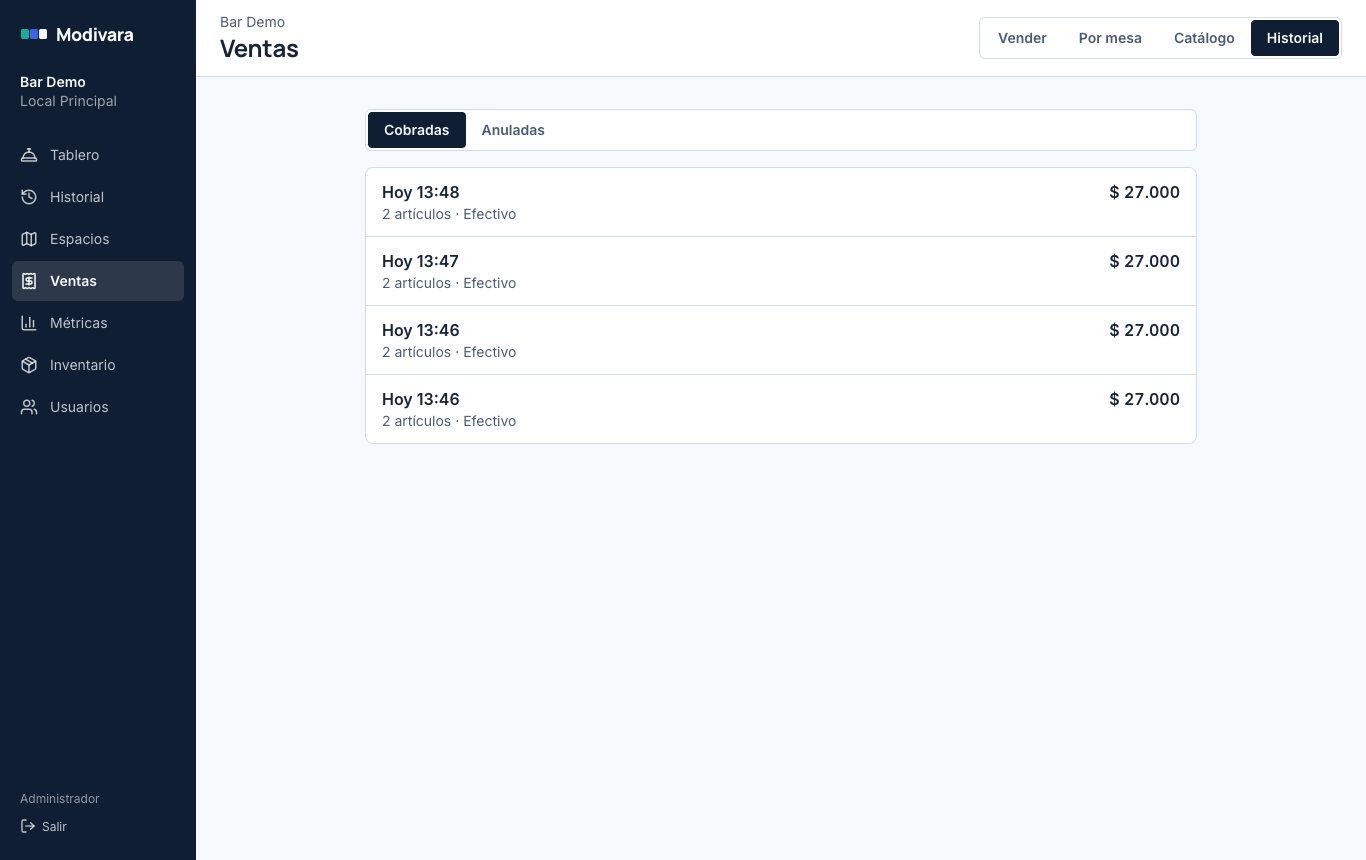 Modivara
Bar Demo
Local Principal
Tablero
Historial
Espacios
Ventas
Métricas
Inventario
Usuarios
Administrador
Salir
Bar Demo
Ventas
Vender
Por mesa
Catálogo
Historial
Cobradas
Anuladas
Hoy 13:48
$ 27.000
2 artículos · Efectivo
Hoy 13:47
$ 27.000
2 artículos · Efectivo
Hoy 13:46
$ 27.000
2 artículos · Efectivo
Hoy 13:46
$ 27.000
2 artículos · Efectivo